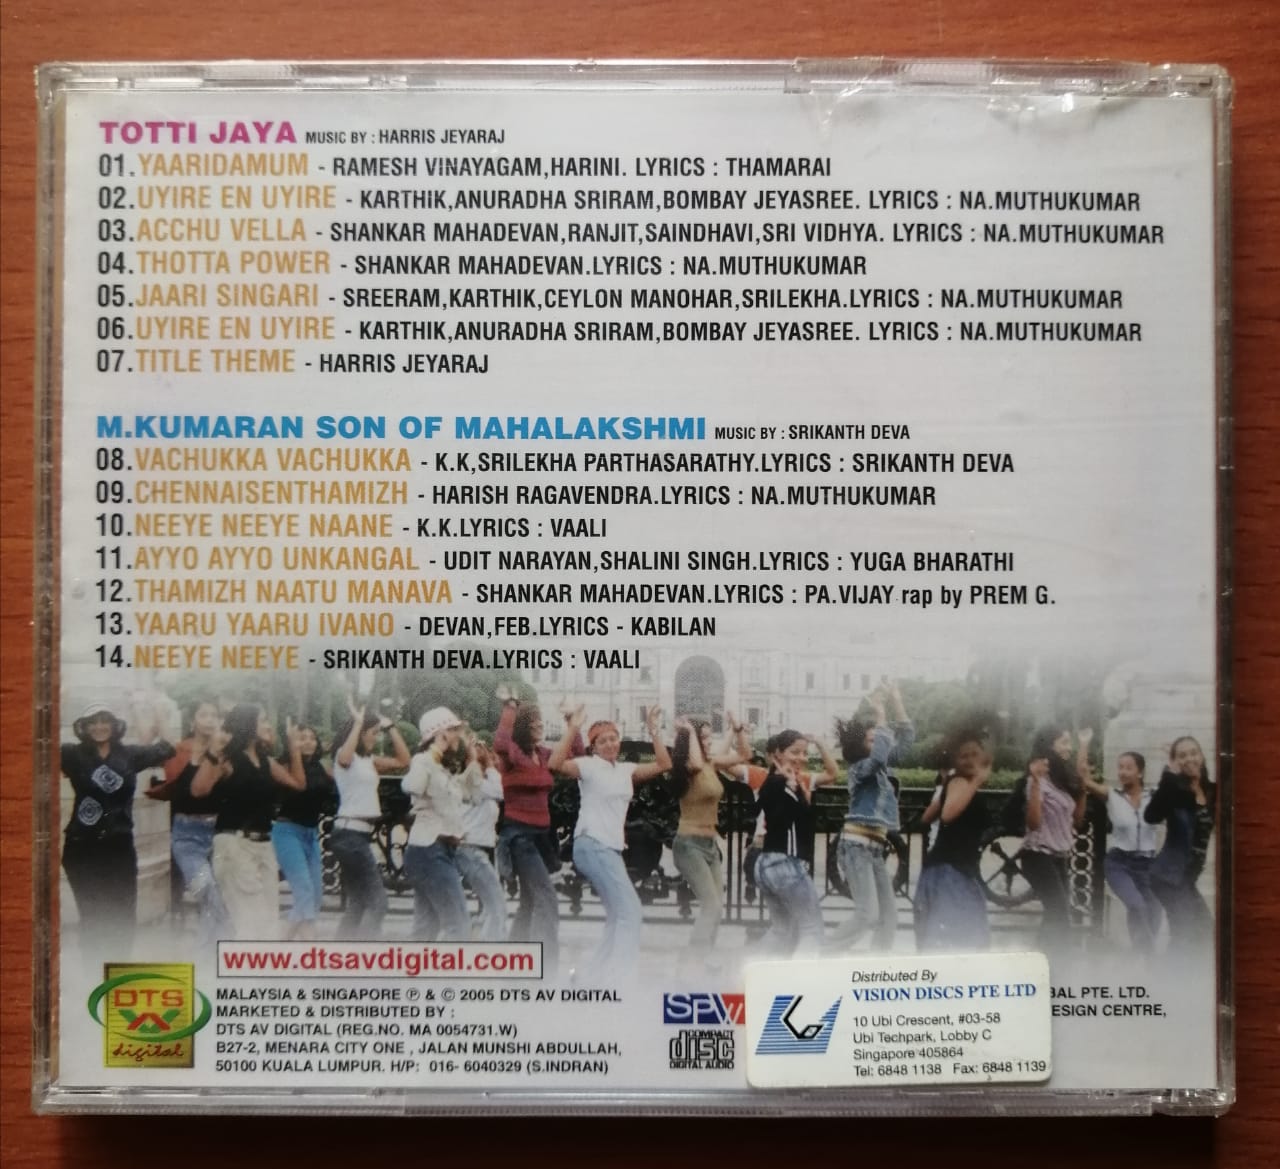 TOTTI JAYA MUSIC BY : HARRIS JEYARAJ
01.YAARIDAMUM - RAMESH VINAYAGAM,HARINI. LYRICS : THAMARAI
02.UYIRE EN UYIRE - KARTHIK,ANURADHA SRIRAM,BOMBAY JEYASREE. LYRICS : NA.MUTHUKUMAR
03.ACCHU VELLA - SHANKAR MAHADEVAN,RANJIT,SAINDHAVI,SRI VIDHYA. LYRICS : NA.MUTHUKUMAR
04.THOTTA POWER - SHANKAR MAHADEVAN.LYRICS : NA.MUTHUKUMAR
05.JAARI SINGARI - SREERAM,KARTHIK,CEYLON MANOHAR,SRILEKHA.LYRICS : NA.MUTHUKUMAR
06.UYIRE EN UYIRE - KARTHIK,ANURADHA SRIRAM,BOMBAY JEYASREE. LYRICS : NA.MUTHUKUMAR
07.TITLE THEME - HARRIS JEYARAJ
M.KUMARAN SON OF MAHALAKSHMI MUSIC BY : SRIKANTH DEVA
08.VACHUKKA VACHUKKA - K.K,SRILEKHA PARTHASARATHY.LYRICS : SRIKANTH DEVA
09.CHENNAISENTHAMIZH - HARISH RAGAVENDRA.LYRICS : NA.MUTHUKUMAR
10.NEEYE NEEYE NAANE - K.K.LYRICS : VAALI
11.AYYO AYYO UNKANGAL - UDIT NARAYAN,SHALINI SINGH.LYRICS : YUGA BHARATHI
12.THAMIZH NAATU MANAVA - SHANKAR MAHADEVAN.LYRICS : PA.VIJAY rap by PREM G.
13.YAARU YAARU IVANO - DEVAN,FEB.LYRICS - KABILAN
14.NEEYE NEEYE - SRIKANTH DEVA.LYRICS : VAALI
www.dtsavdigital.com
DTS
AV
digital
MALAYSIA & SINGAPORE ℗ & © 2005 DTS AV DIGITAL
MARKETED & DISTRIBUTED BY :
DTS AV DIGITAL (REG.NO. MA 0054731.W)
B27-2, MENARA CITY ONE , JALAN MUNSHI ABDULLAH,
50100 KUALA LUMPUR. H/P: 016- 6040329 (S.INDRAN)
COMPACT
disc
DIGITAL AUDIO
Distributed By
VISION DISCS PTE LTD
10 Ubi Crescent, #03-58
Ubi Techpark, Lobby C
Singapore 405864
Tel: 6848 1138 Fax: 6848 1139
PTE. LTD.
CENTRE,